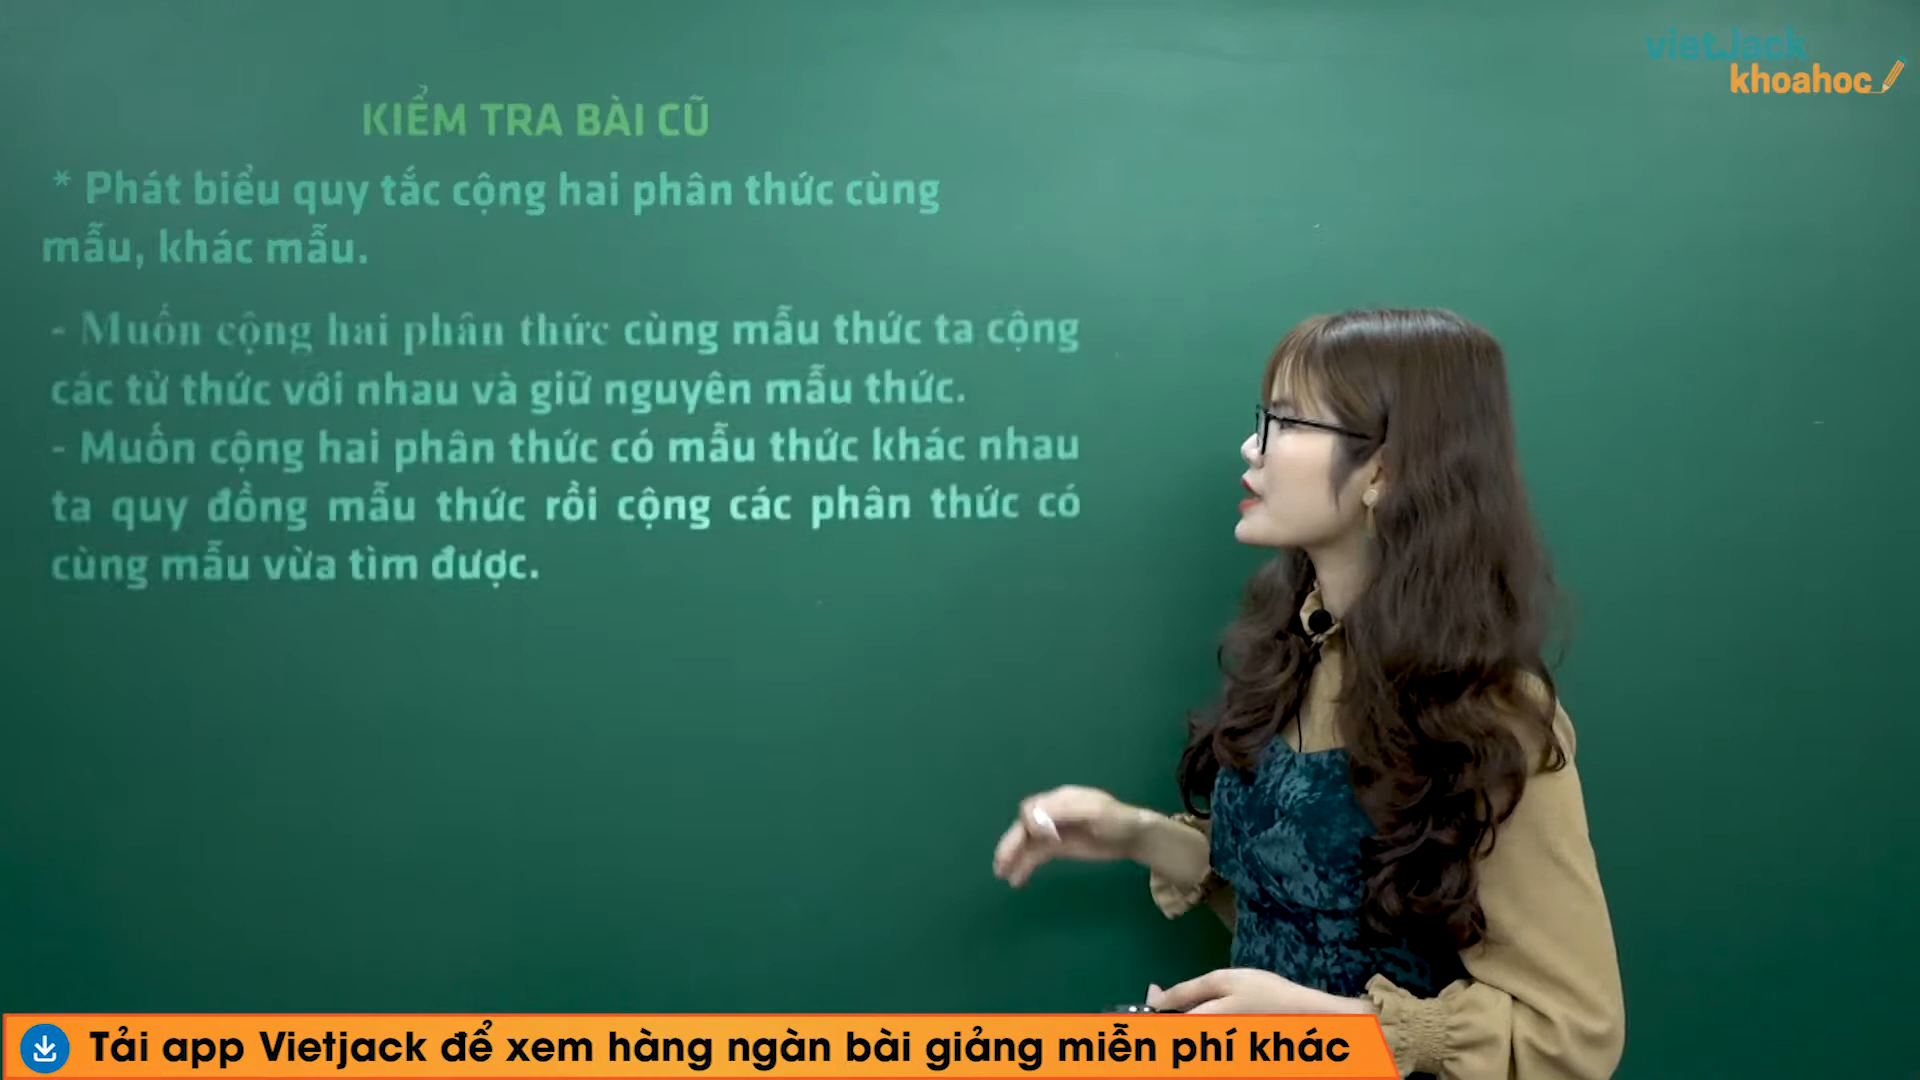 vietJack
khoahoc
KIỂM TRA BÀI CŨ
* Phát biểu quy tắc cộng hai phân thức cùng
mẫu, khác mẫu.
- Muốn cộng hai phân thức cùng mẫu thức ta cộng
các tử thức với nhau và giữ nguyên mẫu thức.
- Muốn cộng hai phân thức có mẫu thức khác nhau
ta quy đồng mẫu thức rồi cộng các phân thức có
cùng mẫu vừa tìm được.
Tải app Vietjack để xem hàng ngàn bài giảng miễn phí khác